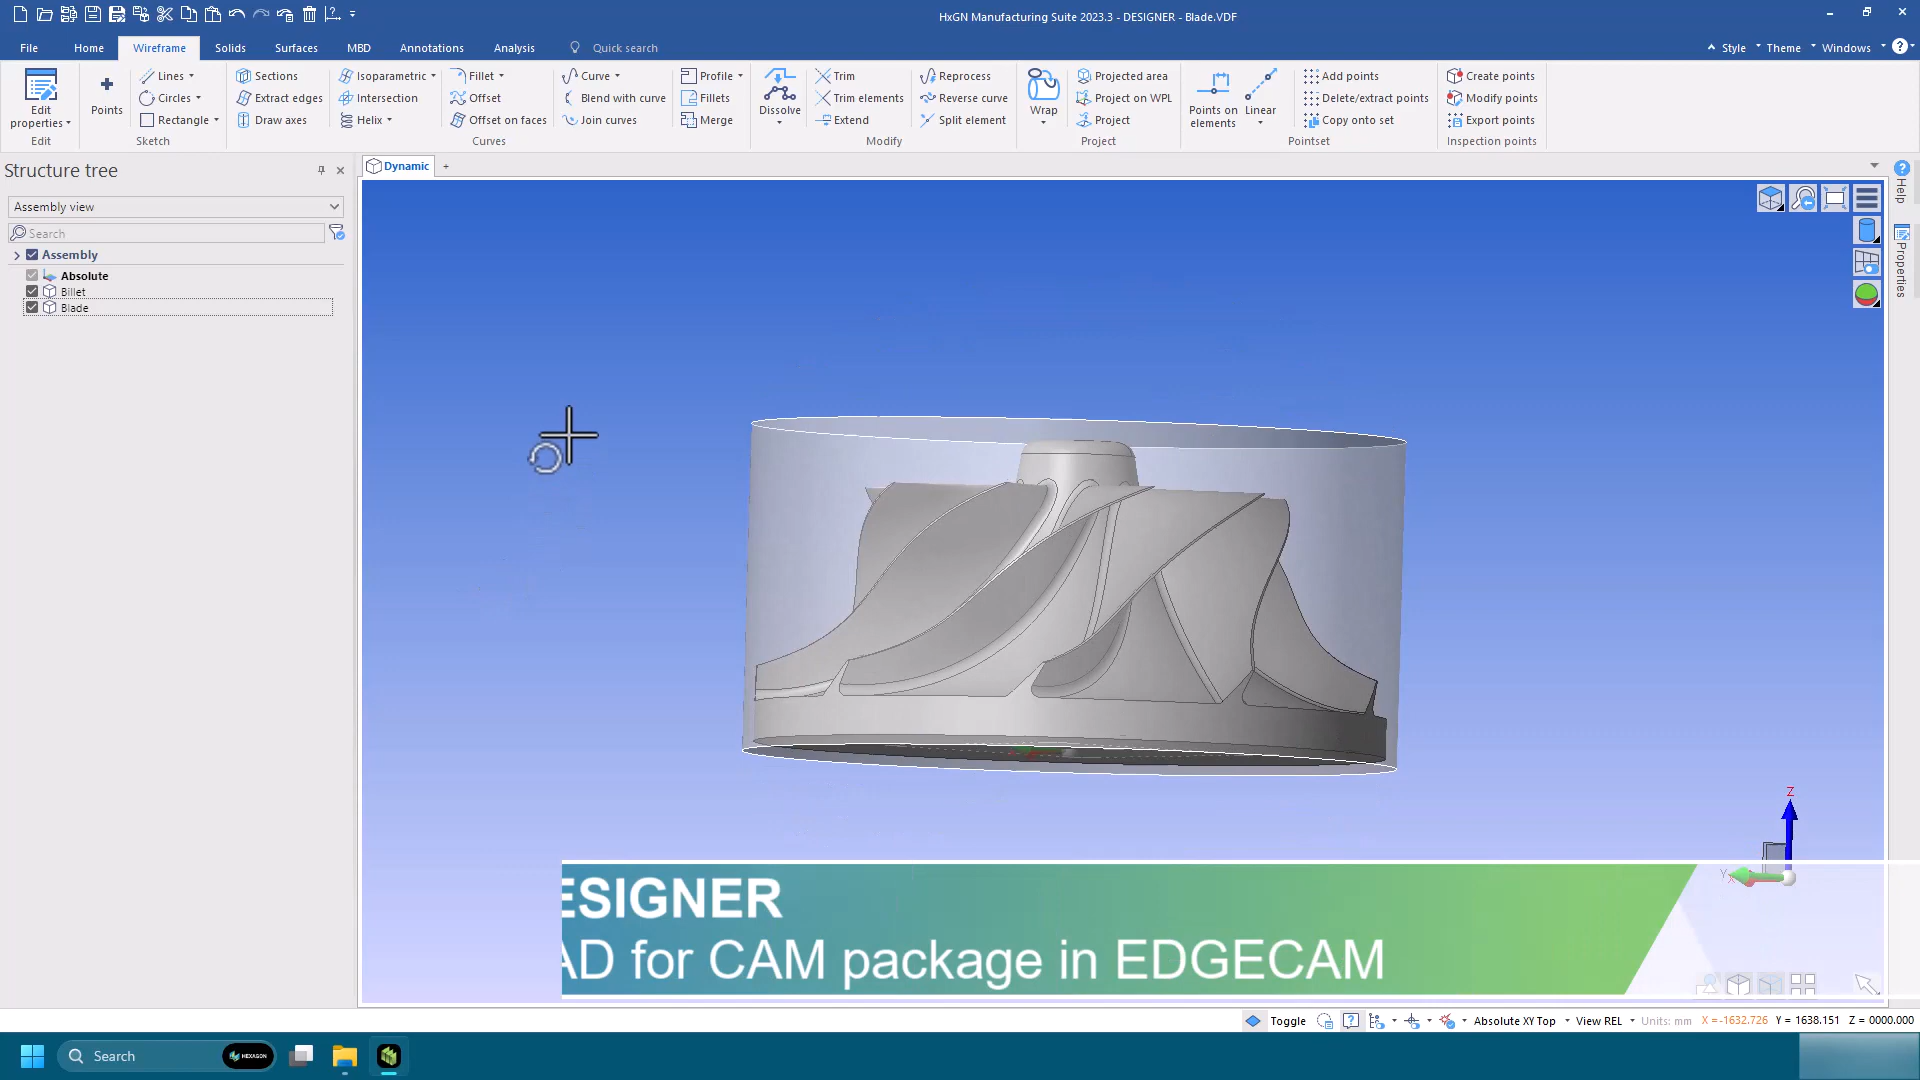 HxGN Manufacturing Suite 2023.3 - DESIGNER - Blade.VDF
File Home Wireframe Solids Surfaces MBD Annotations Analysis Quick search Style Theme Windows
Edit properties
Edit
Points
Lines
Circles
Rectangle
Sketch
Sections
Extract edges
Draw axes
Isoparametric
Intersection
Helix
Fillet
Offset
Offset on faces
Curve
Blend with curve
Join curves
Curves
Profile
Fillets
Merge
Dissolve
Trim
Trim elements
Extend
Reprocess
Reverse curve
Split element
Modify
Wrap
Projected area
Project on WPL
Project
Project
Points on elements
Linear
Add points
Delete/extract points
Copy onto set
Pointset
Create points
Modify points
Export points
Inspection points
Structure tree
Assembly view
Search
Assembly
Absolute
Billet
Blade
Dynamic
+
Help
Properties
Z
Y
X
ESIGNER
AD for CAM package in EDGECAM
Toggle Absolute XY Top View REL Units: mm X = -1632.726 Y = 1638.151 Z = 0000.000
Search HEXAGON